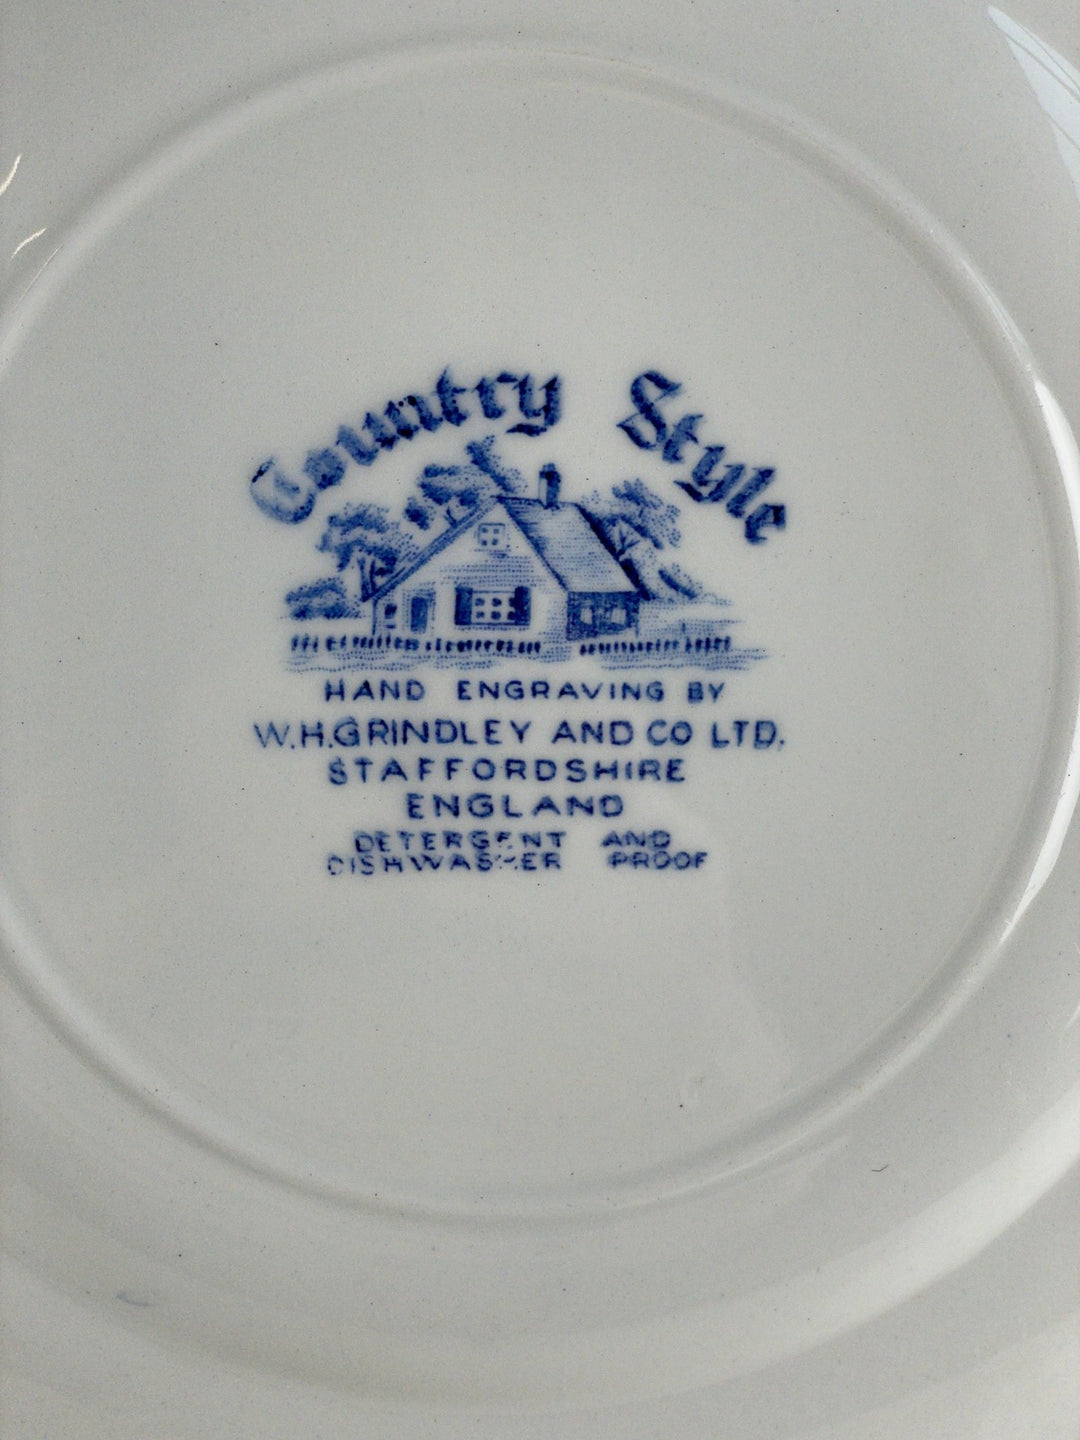 Country Style
HAND ENGRAVING BY
W.H.GRINDLEY AND CO LTD.
STAFFORDSHIRE
ENGLAND
DETERGENT AND
DISHWASHER PROOF